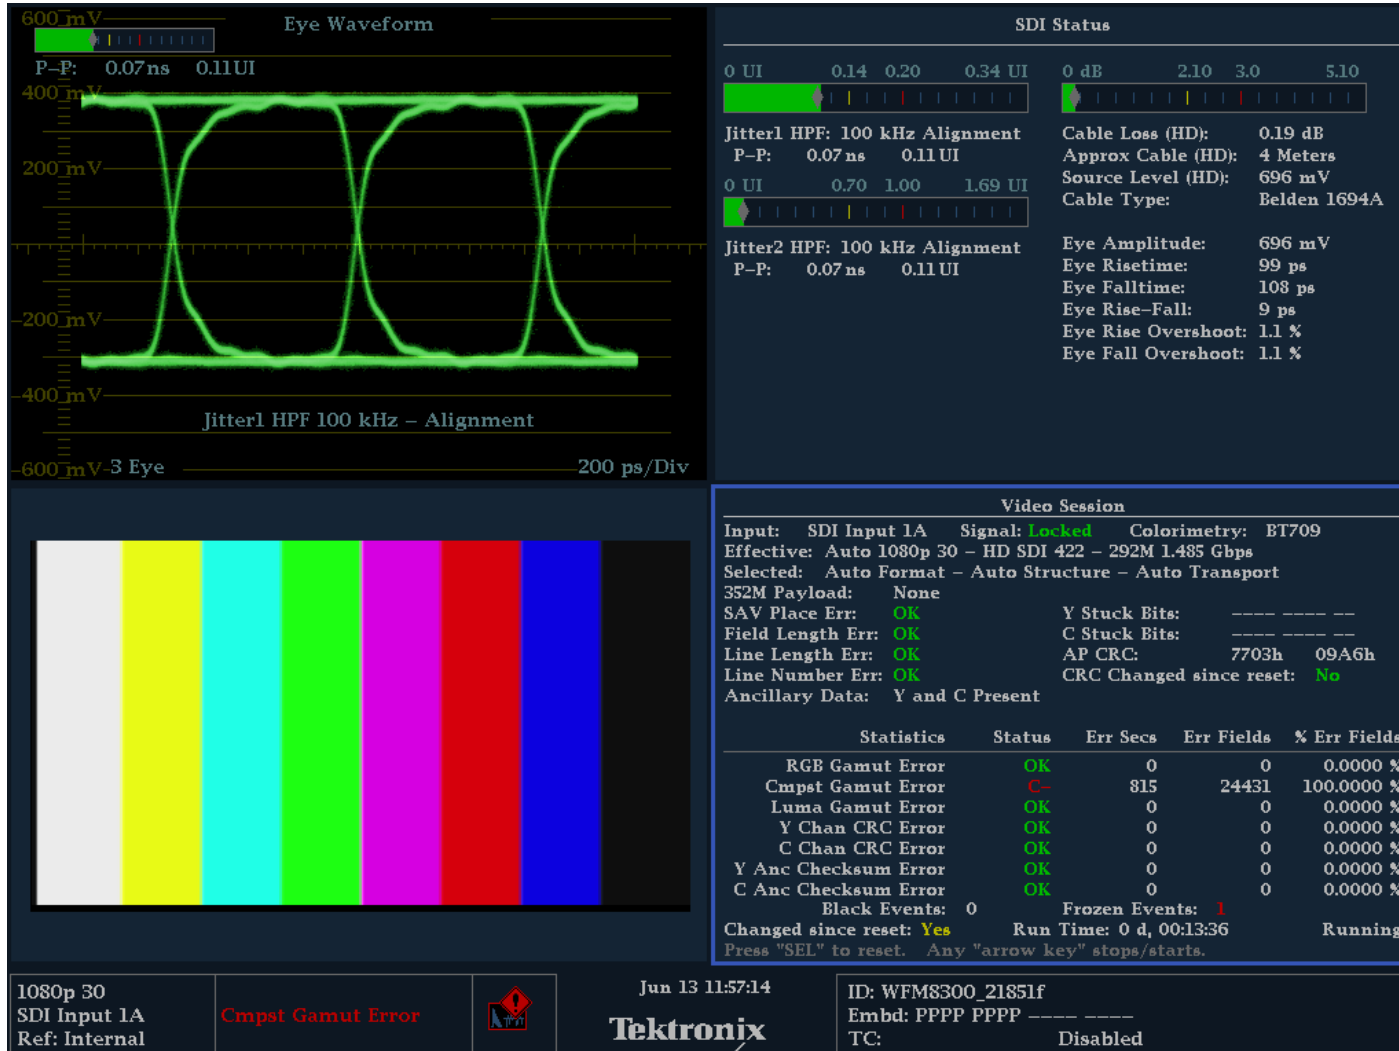 Eye Waveform
600 mV
P-P: 0.07 ns 0.11 UI
400 mV
200 mV
-200 mV
-400 mV
Jitter1 HPF 100 kHz - Alignment
-600 mV
3 Eye
200 ps/Div
SDI Status
0 UI 0.14 0.20 0.34 UI
Jitter1 HPF: 100 kHz Alignment
P-P: 0.07 ns 0.11 UI
0 UI 0.70 1.00 1.69 UI
Jitter2 HPF: 100 kHz Alignment
P-P: 0.07 ns 0.11 UI
0 dB 2.10 3.0 5.10
Cable Loss (HD): 0.19 dB
Approx Cable (HD): 4 Meters
Source Level (HD): 696 mV
Cable Type: Belden 1694A
Eye Amplitude: 696 mV
Eye Risetime: 99 ps
Eye Falltime: 108 ps
Eye Rise-Fall: 9 ps
Eye Rise Overshoot: 1.1 %
Eye Fall Overshoot: 1.1 %
Video Session
Input: SDI Input 1A Signal: Locked Colorimetry: BT709
Effective: Auto 1080p 30 - HD SDI 422 - 292M 1.485 Gbps
Selected: Auto Format - Auto Structure - Auto Transport
352M Payload: None
SAV Place Err: OK Y Stuck Bits: ---- ---- --
Field Length Err: OK C Stuck Bits: ---- ---- --
Line Length Err: OK AP CRC: 7703h 09A6h
Line Number Err: OK CRC Changed since reset: No
Ancillary Data: Y and C Present
Statistics Status Err Secs Err Fields % Err Fields
RGB Gamut Error OK 0 0 0.0000 %
Cmpst Gamut Error C- 815 24431 100.0000 %
Luma Gamut Error OK 0 0 0.0000 %
Y Chan CRC Error OK 0 0 0.0000 %
C Chan CRC Error OK 0 0 0.0000 %
Y Anc Checksum Error OK 0 0 0.0000 %
C Anc Checksum Error OK 0 0 0.0000 %
Black Events: 0 Frozen Events: 1
Changed since reset: Yes Run Time: 0 d, 00:13:36 Running
Press "SEL" to reset. Any "arrow key" stops/starts.
1080p 30
SDI Input 1A
Ref: Internal
Cmpst Gamut Error
Jun 13 11:57:14
Tektronix
ID: WFM8300_21851f
Embd: PPPP PPPP ---- ----
TC: Disabled